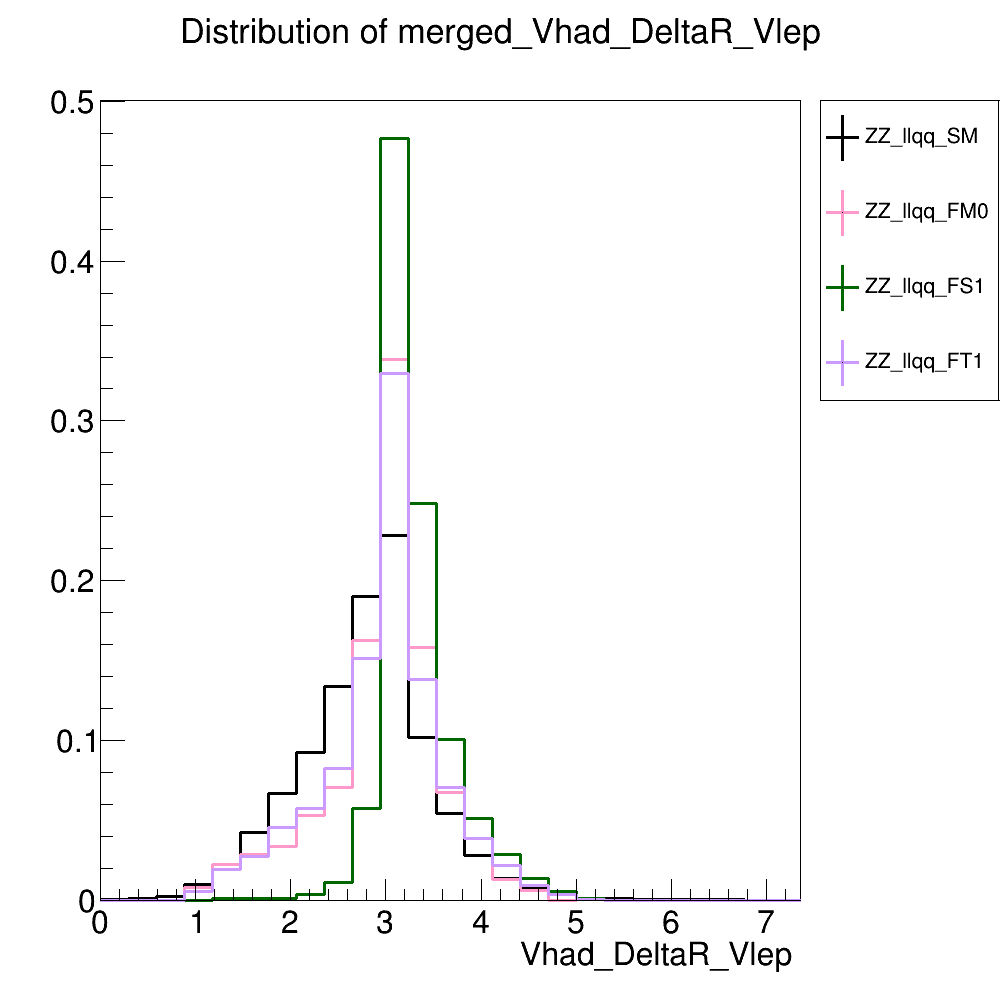 Distribution of merged_Vhad_DeltaR_Vlep
0.5
0.4
0.3
0.2
0.1
0
0 1 2 3 4 5 6 7
Vhad_DeltaR_Vlep
ZZ_llqq_SM
ZZ_llqq_FM0
ZZ_llqq_FS1
ZZ_llqq_FT1